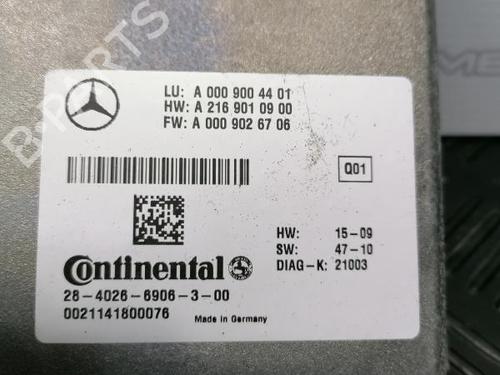 B-PARTS
LU: A 000 900 44 01
HW: A 216 901 09 00
FW: A 000 902 67 06
Q01
HW: 15-09
SW: 47-10
DIAG-K: 21003
Continental
28-4026-6906-3-00
0021141800076 Made in Germany